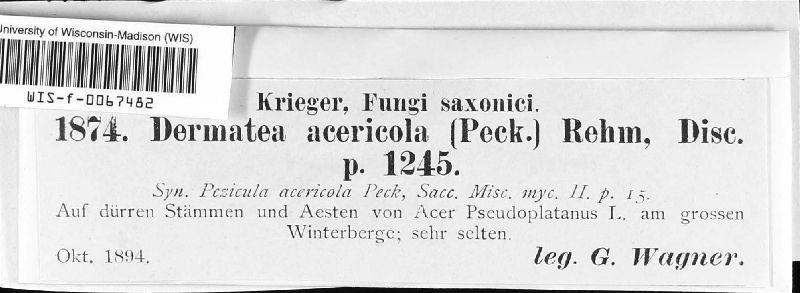 University of Wisconsin-Madison (WIS)
WIS-f-0067482
Krieger, Fungi saxonici.
1874. Dermatea acericola (Peck.) Rehm, Disc.
p. 1245.
Syn. Pezicula acericola Peck, Sacc. Misc. myc. II. p. 15.
Auf dürren Stämmen und Aesten von Acer Pseudoplatanus L. am grossen
Winterberge; sehr selten.
Okt. 1894.
leg. G. Wagner.